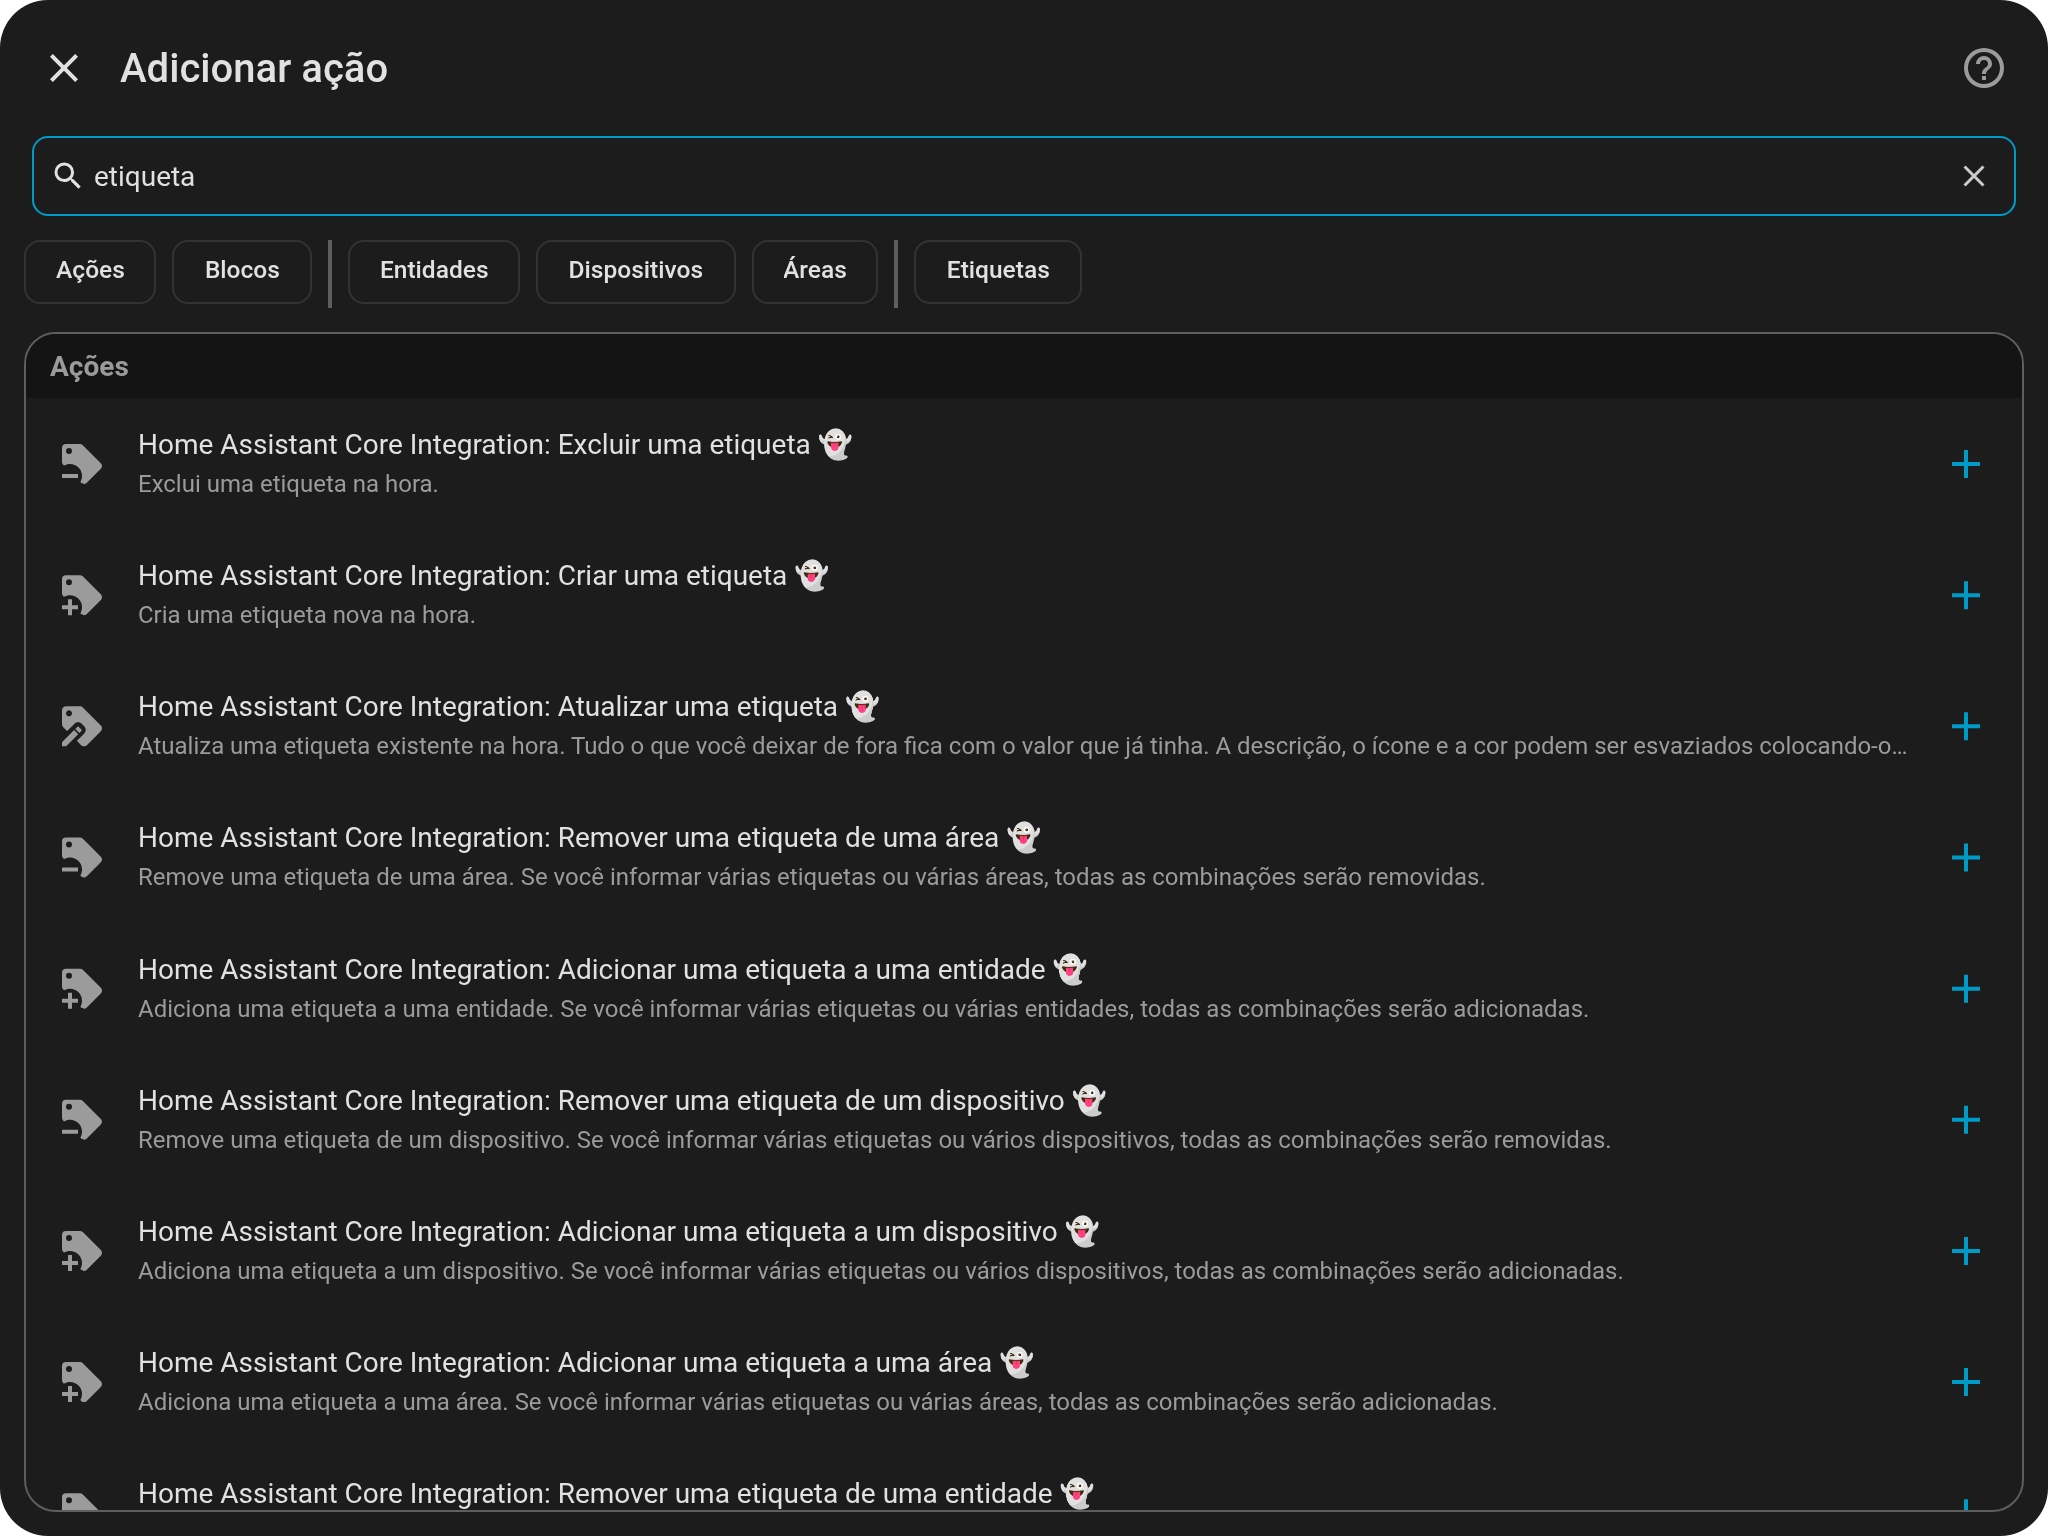 Adicionar ação
etiqueta
Ações
Blocos
Entidades
Dispositivos
Áreas
Etiquetas
Ações
Home Assistant Core Integration: Excluir uma etiqueta 👻
Exclui uma etiqueta na hora.
Home Assistant Core Integration: Criar uma etiqueta 👻
Cria uma etiqueta nova na hora.
Home Assistant Core Integration: Atualizar uma etiqueta 👻
Atualiza uma etiqueta existente na hora. Tudo o que você deixar de fora fica com o valor que já tinha. A descrição, o ícone e a cor podem ser esvaziados colocando-o...
Home Assistant Core Integration: Remover uma etiqueta de uma área 👻
Remove uma etiqueta de uma área. Se você informar várias etiquetas ou várias áreas, todas as combinações serão removidas.
Home Assistant Core Integration: Adicionar uma etiqueta a uma entidade 👻
Adiciona uma etiqueta a uma entidade. Se você informar várias etiquetas ou várias entidades, todas as combinações serão adicionadas.
Home Assistant Core Integration: Remover uma etiqueta de um dispositivo 👻
Remove uma etiqueta de um dispositivo. Se você informar várias etiquetas ou vários dispositivos, todas as combinações serão removidas.
Home Assistant Core Integration: Adicionar uma etiqueta a um dispositivo 👻
Adiciona uma etiqueta a um dispositivo. Se você informar várias etiquetas ou vários dispositivos, todas as combinações serão adicionadas.
Home Assistant Core Integration: Adicionar uma etiqueta a uma área 👻
Adiciona uma etiqueta a uma área. Se você informar várias etiquetas ou várias áreas, todas as combinações serão adicionadas.
Home Assistant Core Integration: Remover uma etiqueta de uma entidade 👻